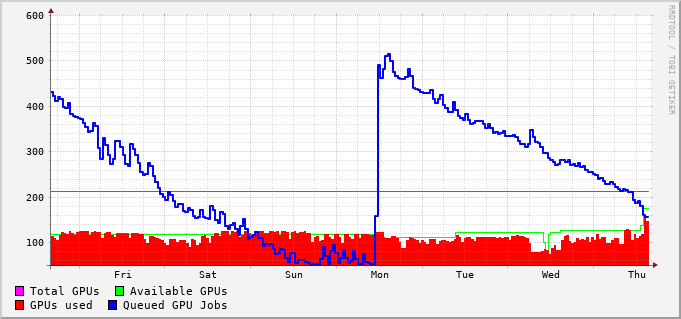 600
500
400
300
200
100
Fri Sat Sun Mon Tue Wed Thu
Total GPUs Available GPUs
GPUs used Queued GPU Jobs
RRDTOOL / TOBI OETIKER